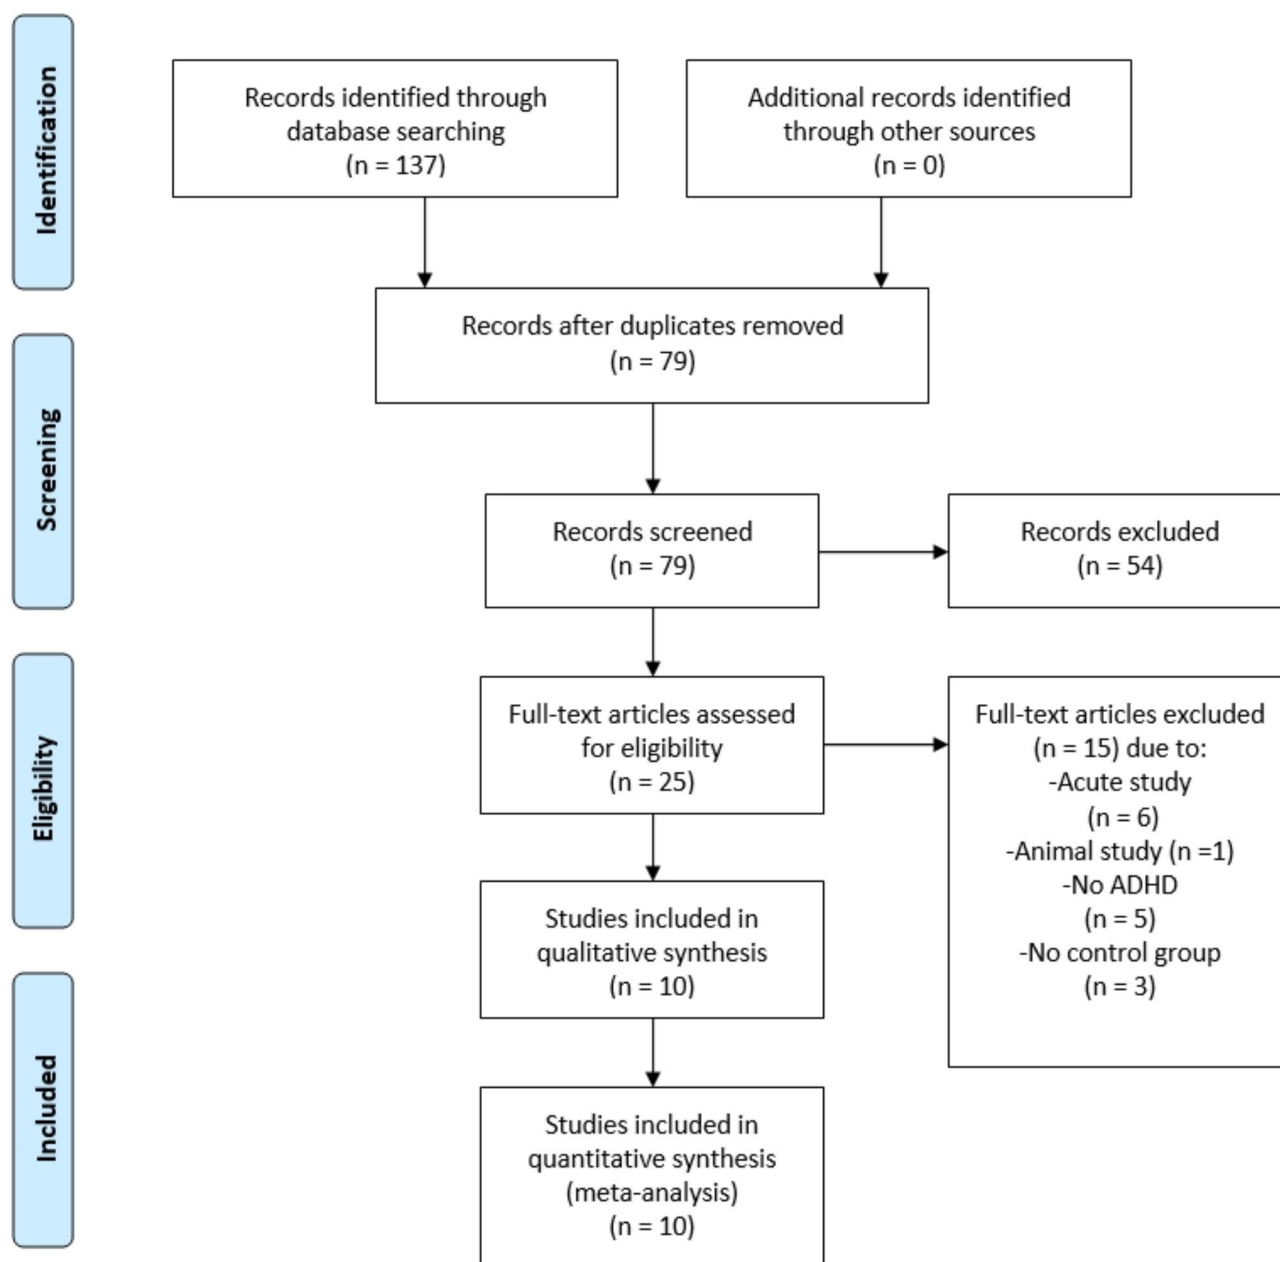 Identification
Records identified through
database searching
(n = 137)
Additional records identified
through other sources
(n = 0)
Records after duplicates removed
(n = 79)
Screening
Records screened
(n = 79)
Records excluded
(n = 54)
Eligibility
Full-text articles assessed
for eligibility
(n = 25)
Full-text articles excluded
(n = 15) due to:
-Acute study
(n = 6)
-Animal study (n =1)
-No ADHD
(n = 5)
-No control group
(n = 3)
Studies included in
qualitative synthesis
(n = 10)
Included
Studies included in
quantitative synthesis
(meta-analysis)
(n = 10)